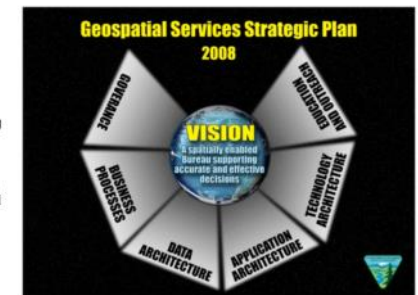 Geospatial Services Strategic Plan
2008
GOVERANCE
EDUCATION
AND OUTREACH
VISION
A spatially enabled
Bureau supporting
accurate and effective
decisions
BUSINESS
PROCESSES
TECHNOLOGY
ARCHITECTURE
DATA
ARCHITECTURE
APPLICATION
ARCHITECTURE